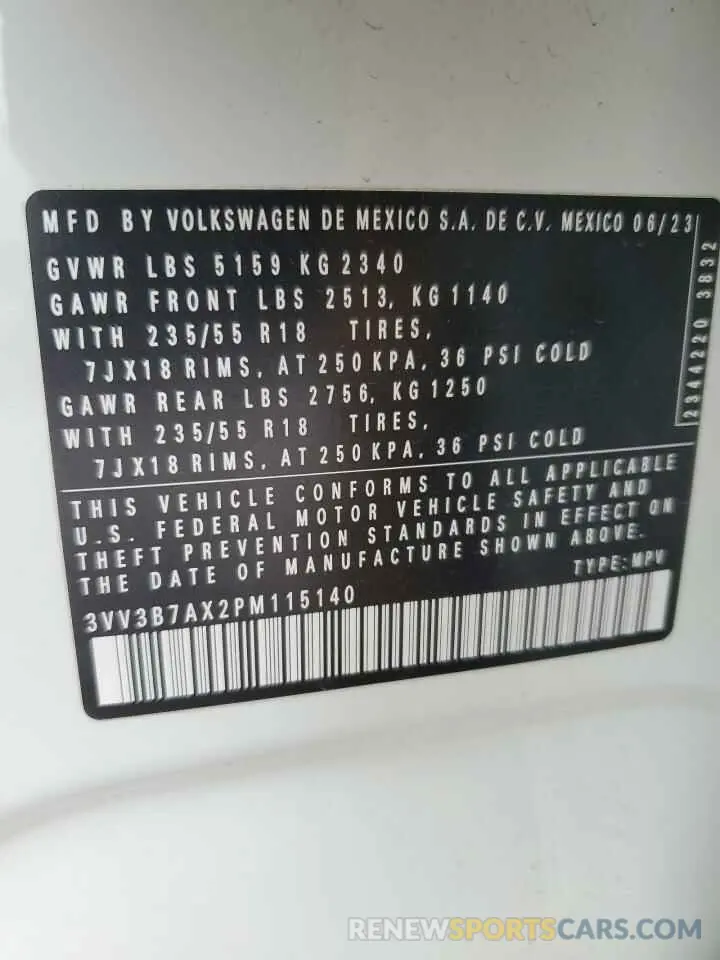 MFD BY VOLKSWAGEN DE MEXICO S.A. DE C.V. MEXICO 06/23
GVWR LBS 5159 KG 2340
GAWR FRONT LBS 2513, KG 1140
WITH 235/55 R18 TIRES,
7JX18 RIMS, AT 250 KPA, 36 PSI COLD
GAWR REAR LBS 2756, KG 1250
WITH 235/55 R18 TIRES,
7JX18 RIMS, AT 250 KPA, 36 PSI COLD
2344220 3832
THIS VEHICLE CONFORMS TO ALL APPLICABLE
U.S. FEDERAL MOTOR VEHICLE SAFETY AND
THEFT PREVENTION STANDARDS IN EFFECT ON
THE DATE OF MANUFACTURE SHOWN ABOVE.
TYPE: MPV
3VV3B7AX2PM115140
RENEWSPORTSCARS.COM